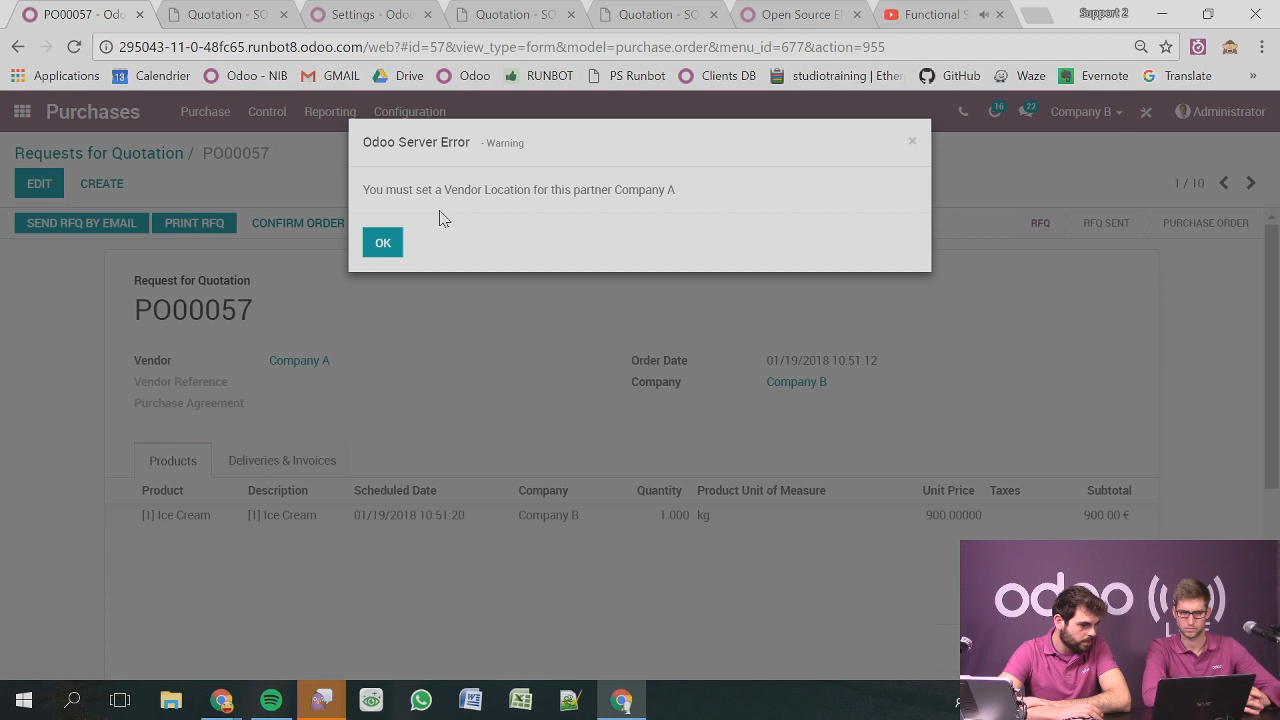 PO00057 - Odo
Quotation - SO
Settings - Odoo
Quotation - SO
Quotation - SO
Open Source E
Functional S
Support 2
295043-11-0-48fc65.runbot8.odoo.com/web?#id=57&view_type=form&model=purchase.order&menu_id=677&action=955
Applications
Calendrier
Odoo - NIB
GMAIL
Drive
Odoo
RUNBOT
PS Runbot
Clients DB
studiotraining | Ether
GitHub
Waze
Evernote
Translate
»
Purchases
Purchase
Control
Reporting
Configuration
16
22
Company B
Administrator
Requests for Quotation / PO00057
EDIT
CREATE
1 / 10
SEND RFQ BY EMAIL
PRINT RFQ
CONFIRM ORDER
RFQ
RFQ SENT
PURCHASE ORDER
Odoo Server Error - Warning
×
You must set a Vendor Location for this partner Company A
OK
Request for Quotation
PO00057
Vendor
Company A
Order Date
01/19/2018 10:51:12
Vendor Reference
Company
Company B
Purchase Agreement
Products
Deliveries & Invoices
Product
Description
Scheduled Date
Company
Quantity
Product Unit of Measure
Unit Price
Taxes
Subtotal
[1] Ice Cream
[1] Ice Cream
01/19/2018 10:51:20
Company B
1.000
kg
900.00000
900.00 €
odoo